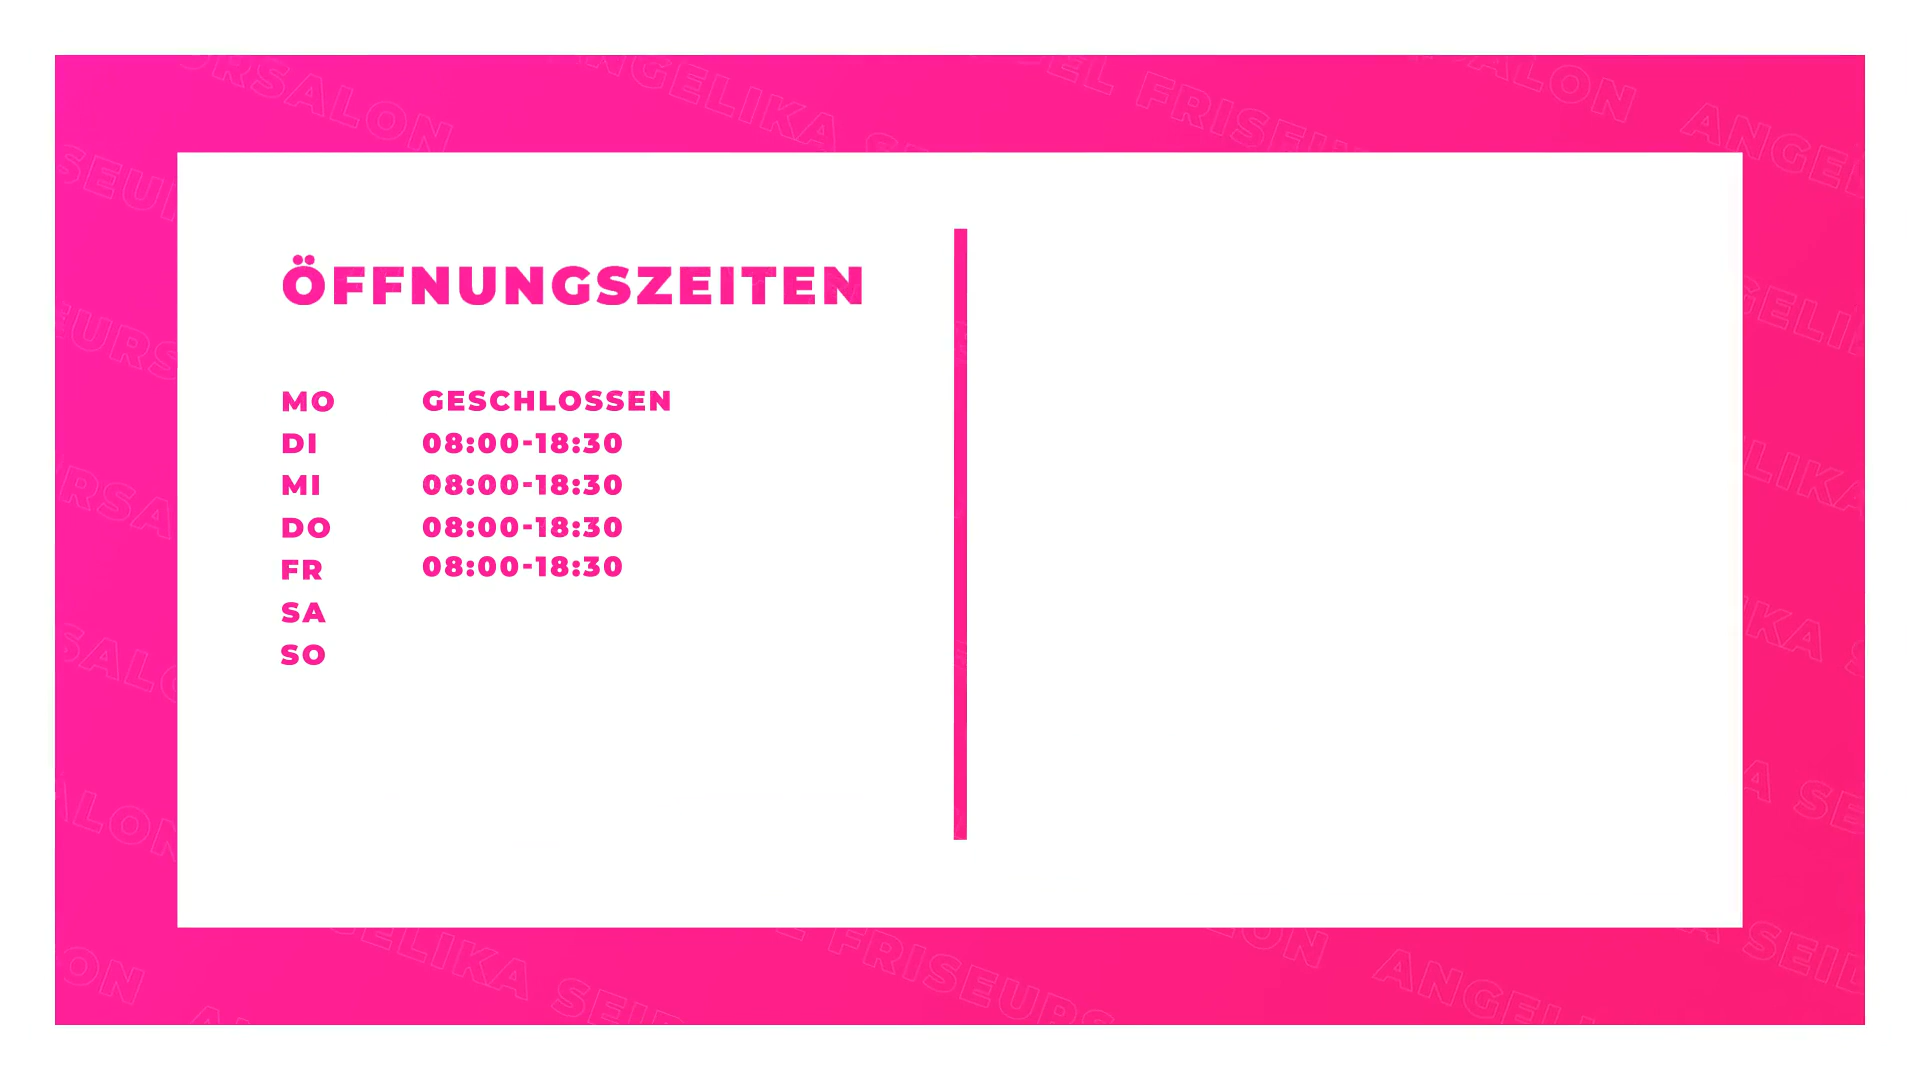 ÖFFNUNGSZEITEN
MO GESCHLOSSEN
DI 08:00-18:30
MI 08:00-18:30
DO 08:00-18:30
FR 08:00-18:30
SA
SO